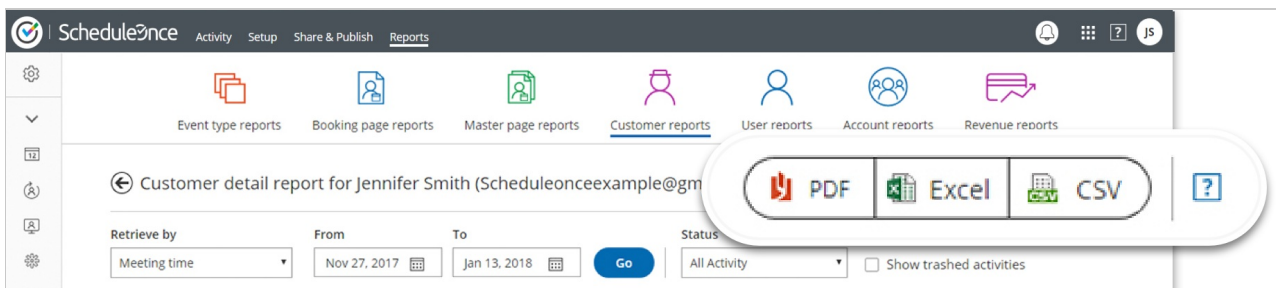 ScheduleOnce Activity Setup Share & Publish Reports ? JS
Event type reports Booking page reports Master page reports Customer reports User reports Account reports Revenue reports
12
Customer detail report for Jennifer Smith (Scheduleonceexample@gm
PDF Excel CSV CSV ?
Retrieve by From To Status
Meeting time Nov 27, 2017 Jan 13, 2018 Go All Activity Show trashed activities